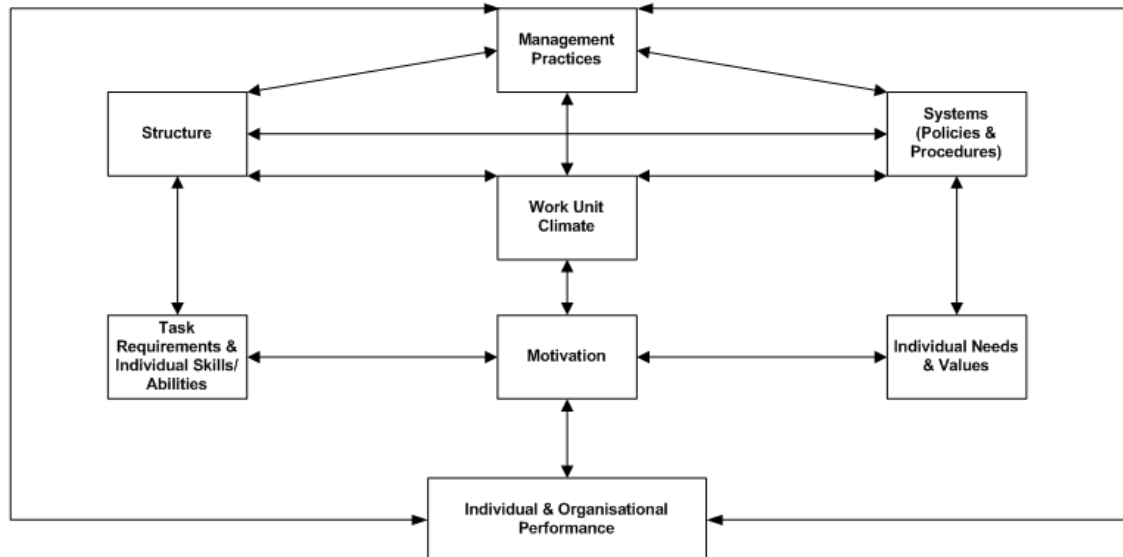 Management
Practices
Structure
Systems
(Policies &
Procedures)
Work Unit
Climate
Task
Requirements &
Individual Skills/
Abilities
Motivation
Individual Needs
& Values
Individual & Organisational
Performance